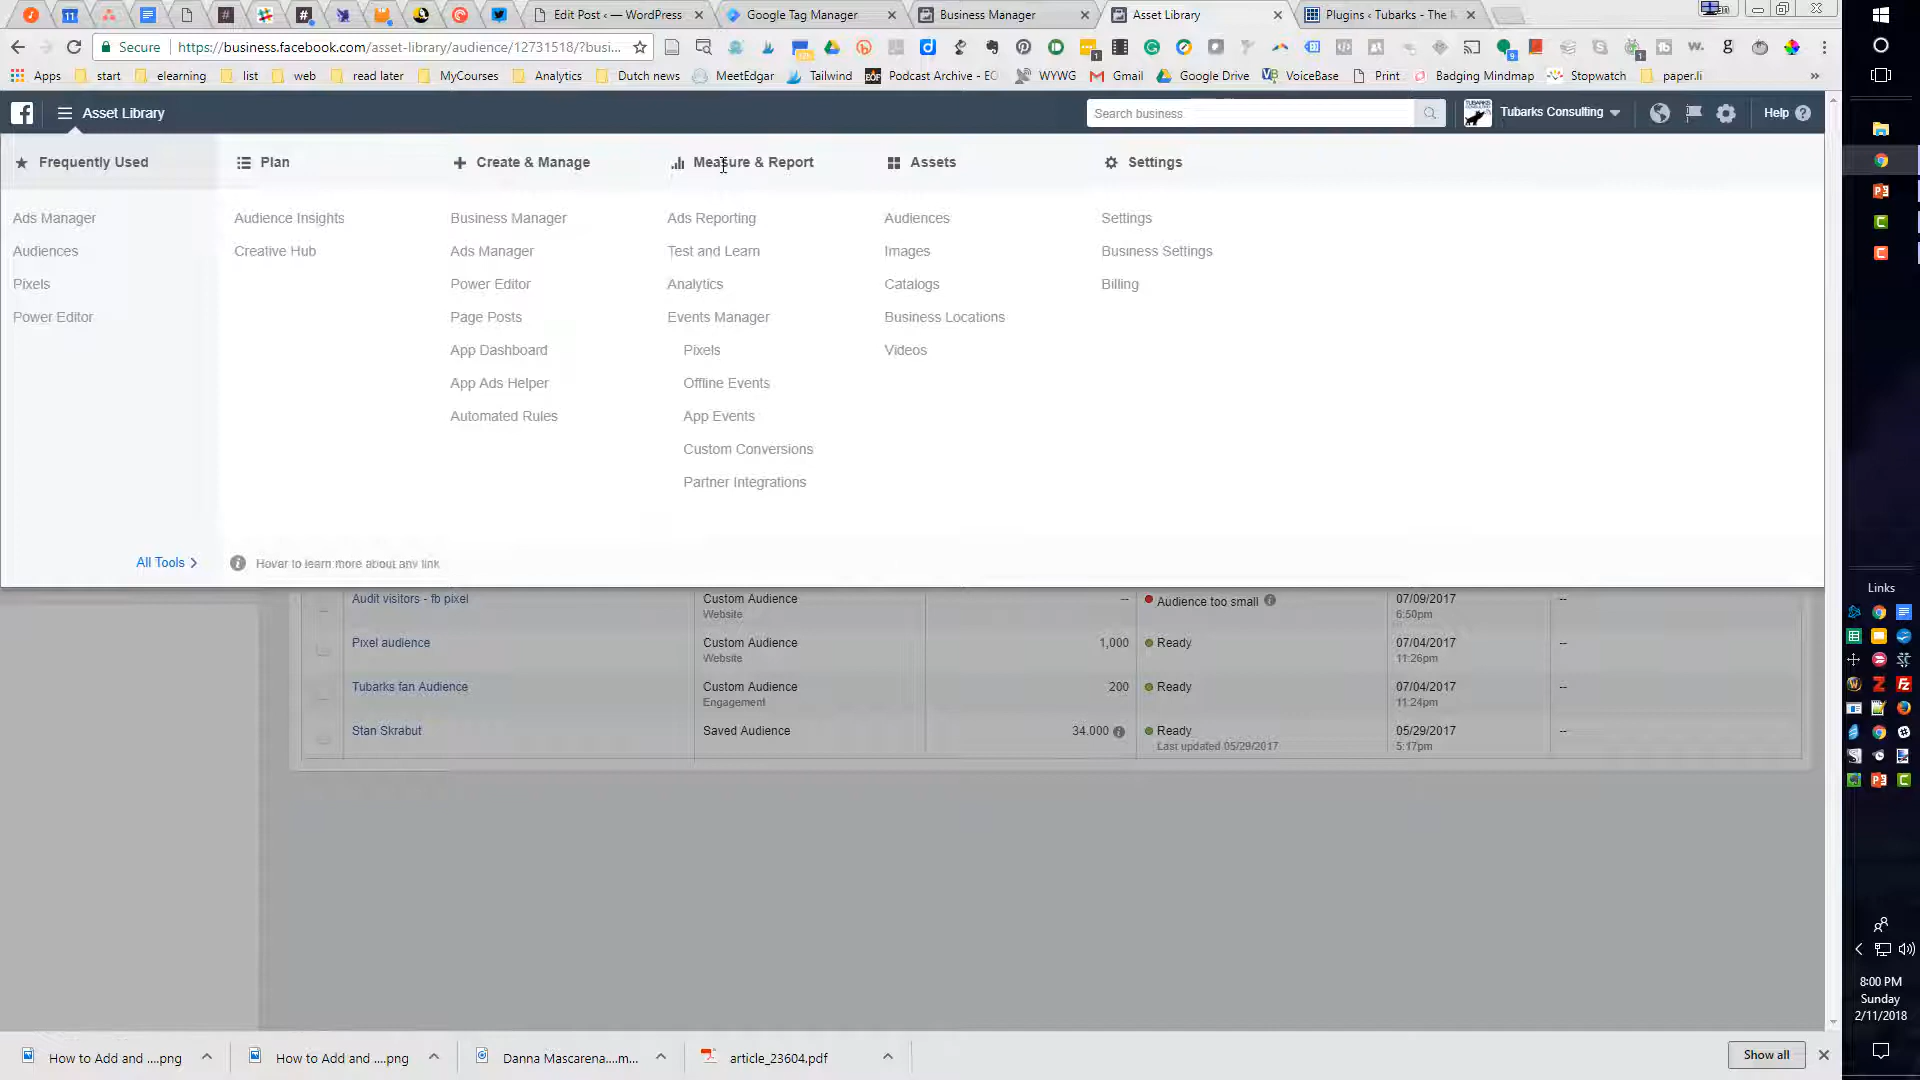 Edit Post ‹ — WordPress
Google Tag Manager
Business Manager
Asset Library
Plugins ‹ Tubarks - The
Secure
https://business.facebook.com/asset-library/audience/12731518/?busi...
Apps
start
elearning
list
web
read later
MyCourses
Analytics
Dutch news
MeetEdgar
Tailwind
Podcast Archive - EO
WYWG
Gmail
Google Drive
VoiceBase
Print
Badging Mindmap
Stopwatch
paper.li
»
Asset Library
Search business
Tubarks Consulting
Help
Frequently Used
Ads Manager
Audiences
Pixels
Power Editor
All Tools
Plan
Audience Insights
Creative Hub
Create & Manage
Business Manager
Ads Manager
Power Editor
Page Posts
App Dashboard
App Ads Helper
Automated Rules
Measure & Report
Ads Reporting
Test and Learn
Analytics
Events Manager
Pixels
Offline Events
App Events
Custom Conversions
Partner Integrations
Assets
Audiences
Images
Catalogs
Business Locations
Videos
Settings
Settings
Business Settings
Billing
Hover to learn more about any link
Audit visitors - fb pixel
Custom Audience
Website
--
Audience too small
07/09/2017
6:50pm
--
Pixel audience
Custom Audience
Website
1,000
Ready
07/04/2017
11:26pm
--
Tubarks fan Audience
Custom Audience
Engagement
200
Ready
07/04/2017
11:24pm
--
Stan Skrabut
Saved Audience
34,000
Ready
Last updated 05/29/2017
05/29/2017
5:17pm
--
How to Add and ....png
How to Add and ....png
Danna Mascarena....m...
article_23604.pdf
Show all
Links
8:00 PM
Sunday
2/11/2018